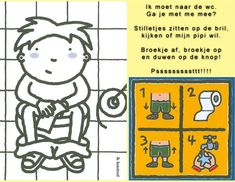 Ik moet naar de wc.
Ga je met me mee?
Stilletjes zitten op de bril,
kijken of mijn pipi wil.
Broekje af, broekje op
en duwen op de knop!
Pssssssssssttt!!!!
1
2
3
4